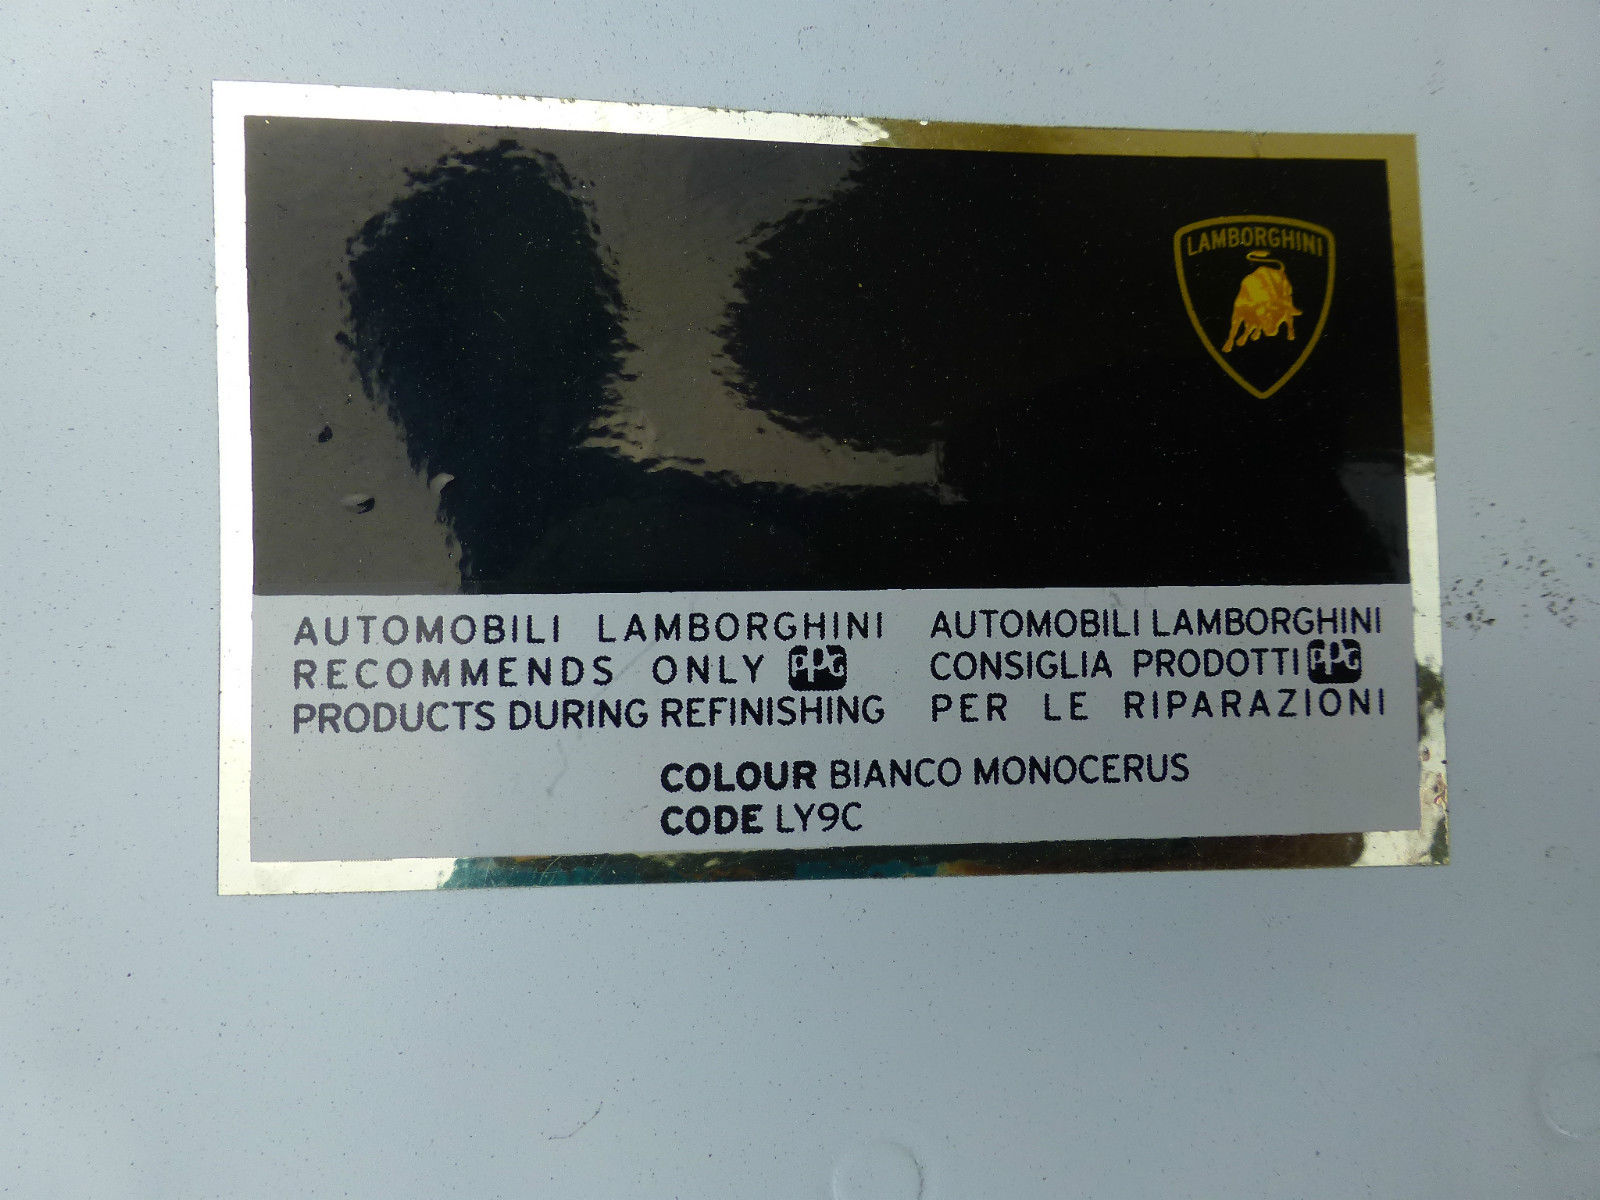 LAMBORGHINI
AUTOMOBILI LAMBORGHINI
RECOMMENDS ONLY PPG
PRODUCTS DURING REFINISHING
AUTOMOBILI LAMBORGHINI
CONSIGLIA PRODOTTI PPG
PER LE RIPARAZIONI
COLOUR BIANCO MONOCERUS
CODE LY9C